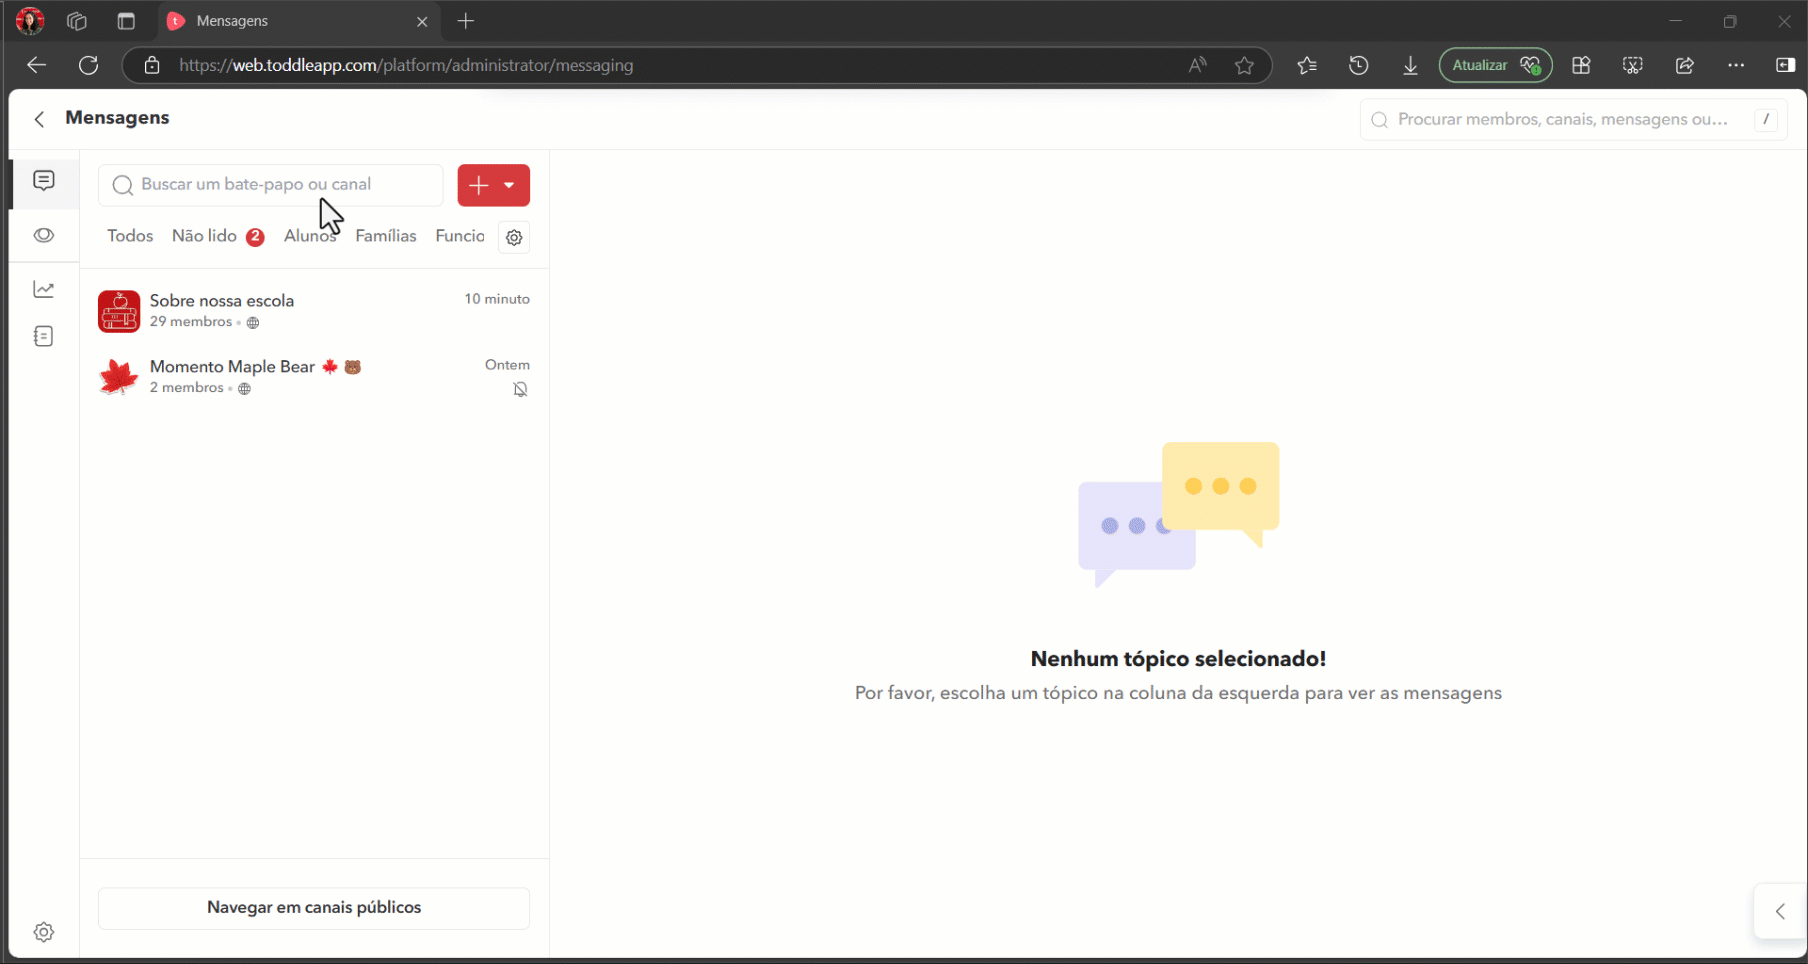 Mensagens
https://web.toddleapp.com/platform/administrator/messaging
Atualizar
Mensagens
Procurar membros, canais, mensagens ou...
/
Buscar um bate-papo ou canal
Todos Não lido 2 Alunos Famílias Funcio
Sobre nossa escola 10 minuto
29 membros
Momento Maple Bear 🍁 🐻 Ontem
2 membros
Nenhum tópico selecionado!
Por favor, escolha um tópico na coluna da esquerda para ver as mensagens
Navegar em canais públicos